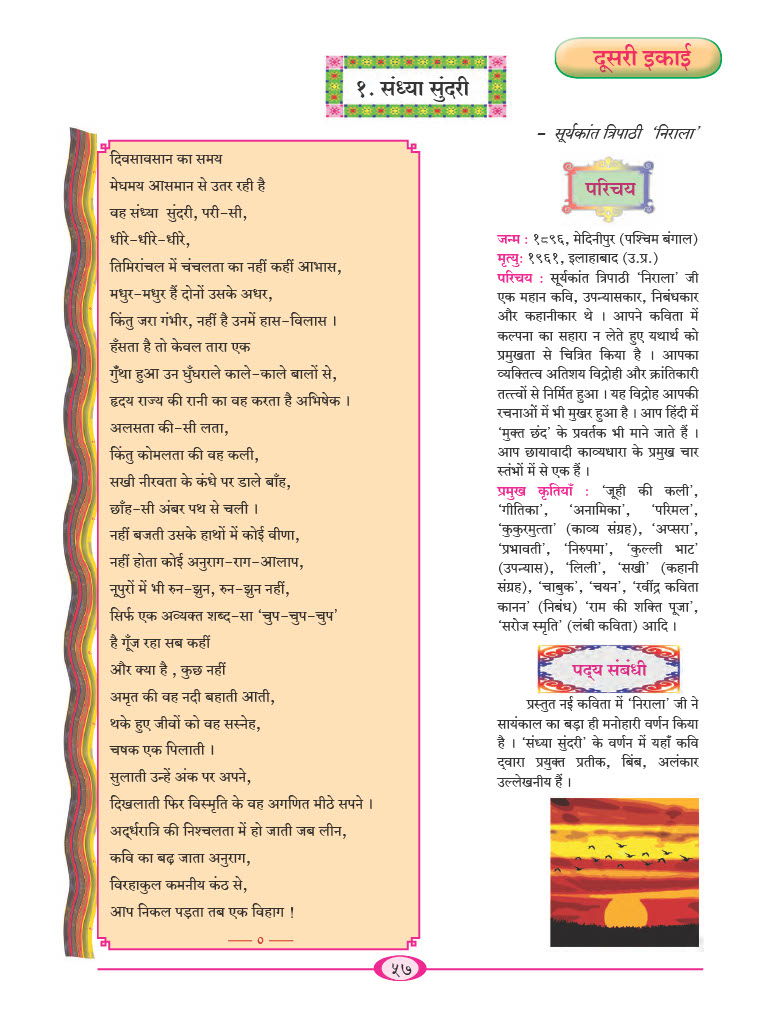 दूसरी इकाई
१. संध्या सुंदरी
– सूर्यकांत त्रिपाठी ‘निराला’
दिवसावसान का समय
मेघमय आसमान से उतर रही है
वह संध्या सुंदरी, परी-सी,
धीरे-धीरे-धीरे,
तिमिरांचल में चंचलता का नहीं कहीं आभास,
मधुर-मधुर हैं दोनों उसके अधर,
किंतु जरा गंभीर, नहीं है उनमें हास-विलास ।
हँसता है तो केवल तारा एक
गुँथा हुआ उन घुँघराले काले-काले बालों से,
हृदय राज्य की रानी का वह करता है अभिषेक ।
अलसता की-सी लता,
किंतु कोमलता की वह कली,
सखी नीरवता के कंधे पर डाले बाँह,
छाँह-सी अंबर पथ से चली ।
नहीं बजती उसके हाथों में कोई वीणा,
नहीं होता कोई अनुराग-राग-आलाप,
नूपुरों में भी रुन-झुन, रुन-झुन नहीं,
सिर्फ एक अव्यक्त शब्द-सा ‘चुप-चुप-चुप’
है गूँज रहा सब कहीं
और क्या है , कुछ नहीं
अमृत की वह नदी बहाती आती,
थके हुए जीवों को वह सस्नेह,
चषक एक पिलाती ।
सुलाती उन्हें अंक पर अपने,
दिखलाती फिर विस्मृति के वह अगणित मीठे सपने ।
अर्द्धरात्रि की निश्चलता में हो जाती जब लीन,
कवि का बढ़ जाता अनुराग,
विरहाकुल कमनीय कंठ से,
आप निकल पड़ता तब एक विहाग !
—— ० ——
परिचय
जन्म : १८९६, मेदिनीपुर (पश्चिम बंगाल)
मृत्यु: १९६१, इलाहाबाद (उ.प्र.)
परिचय : सूर्यकांत त्रिपाठी ‘निराला’ जी
एक महान कवि, उपन्यासकार, निबंधकार
और कहानीकार थे । आपने कविता में
कल्पना का सहारा न लेते हुए यथार्थ को
प्रमुखता से चित्रित किया है । आपका
व्यक्तित्व अतिशय विद्रोही और क्रांतिकारी
तत्त्वों से निर्मित हुआ । यह विद्रोह आपकी
रचनाओं में भी मुखर हुआ है । आप हिंदी में
‘मुक्त छंद’ के प्रवर्तक भी माने जाते हैं ।
आप छायावादी काव्यधारा के प्रमुख चार
स्तंभों में से एक हैं ।
प्रमुख कृतियाँ : ‘जूही की कली’,
‘गीतिका’, ‘अनामिका’, ‘परिमल’,
‘कुकुरमुत्ता’ (काव्य संग्रह), ‘अप्सरा’,
‘प्रभावती’, ‘निरुपमा’, ‘कुल्ली भाट’
(उपन्यास), ‘लिली’, ‘सखी’ (कहानी
संग्रह), ‘चाबुक’, ‘चयन’, ‘रवींद्र कविता
कानन’ (निबंध) ‘राम की शक्ति पूजा’,
‘सरोज स्मृति’ (लंबी कविता) आदि ।
पद्य संबंधी
प्रस्तुत नई कविता में ‘निराला’ जी ने
सायंकाल का बड़ा ही मनोहारी वर्णन किया
है । ‘संध्या सुंदरी’ के वर्णन में यहाँ कवि
द्वारा प्रयुक्त प्रतीक, बिंब, अलंकार
उल्लेखनीय हैं ।
५७